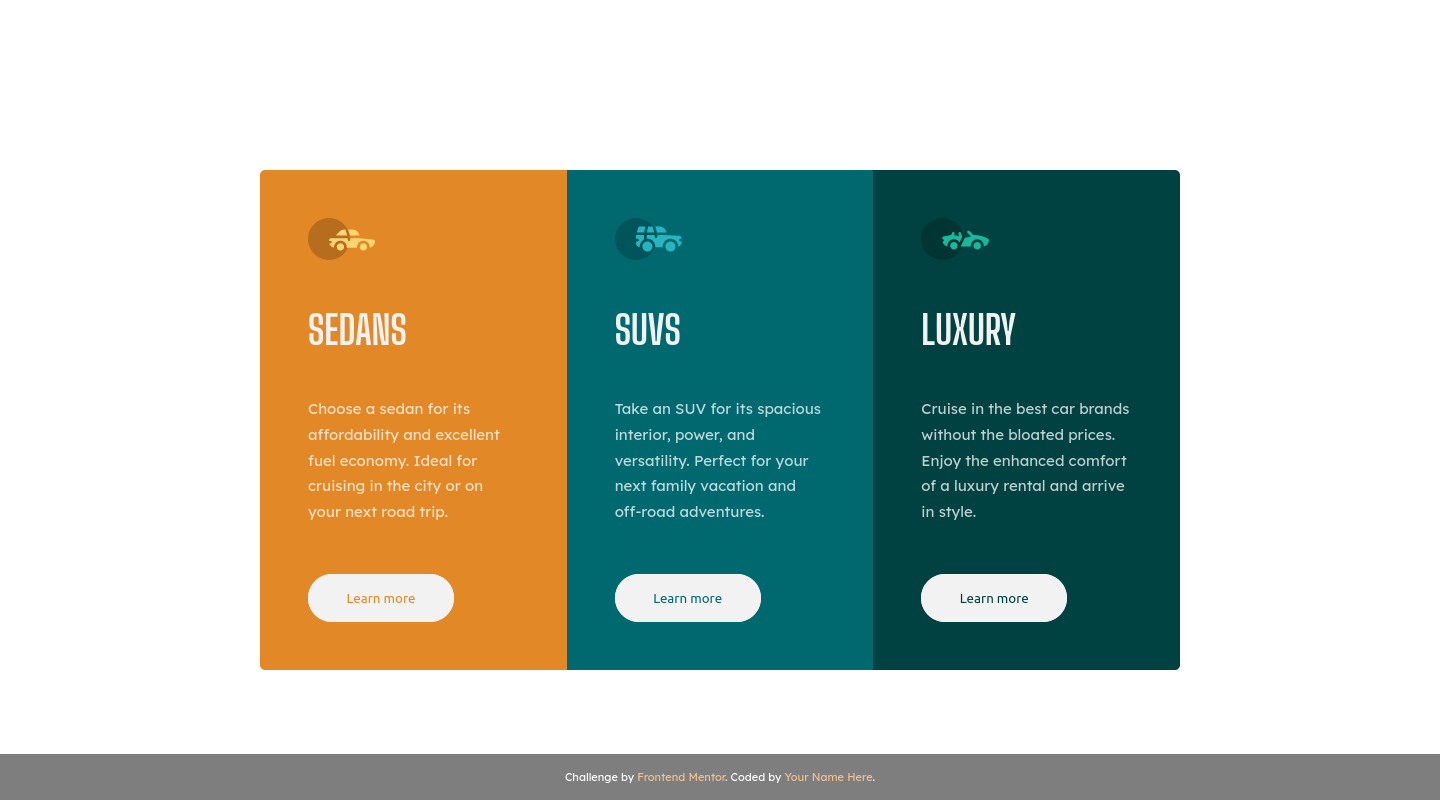 SEDANS
Choose a sedan for its
affordability and excellent
fuel economy. Ideal for
cruising in the city or on
your next road trip.
Learn more
SUVS
Take an SUV for its spacious
interior, power, and
versatility. Perfect for your
next family vacation and
off-road adventures.
Learn more
LUXURY
Cruise in the best car brands
without the bloated prices.
Enjoy the enhanced comfort
of a luxury rental and arrive
in style.
Learn more
Challenge by Frontend Mentor. Coded by Your Name Here.